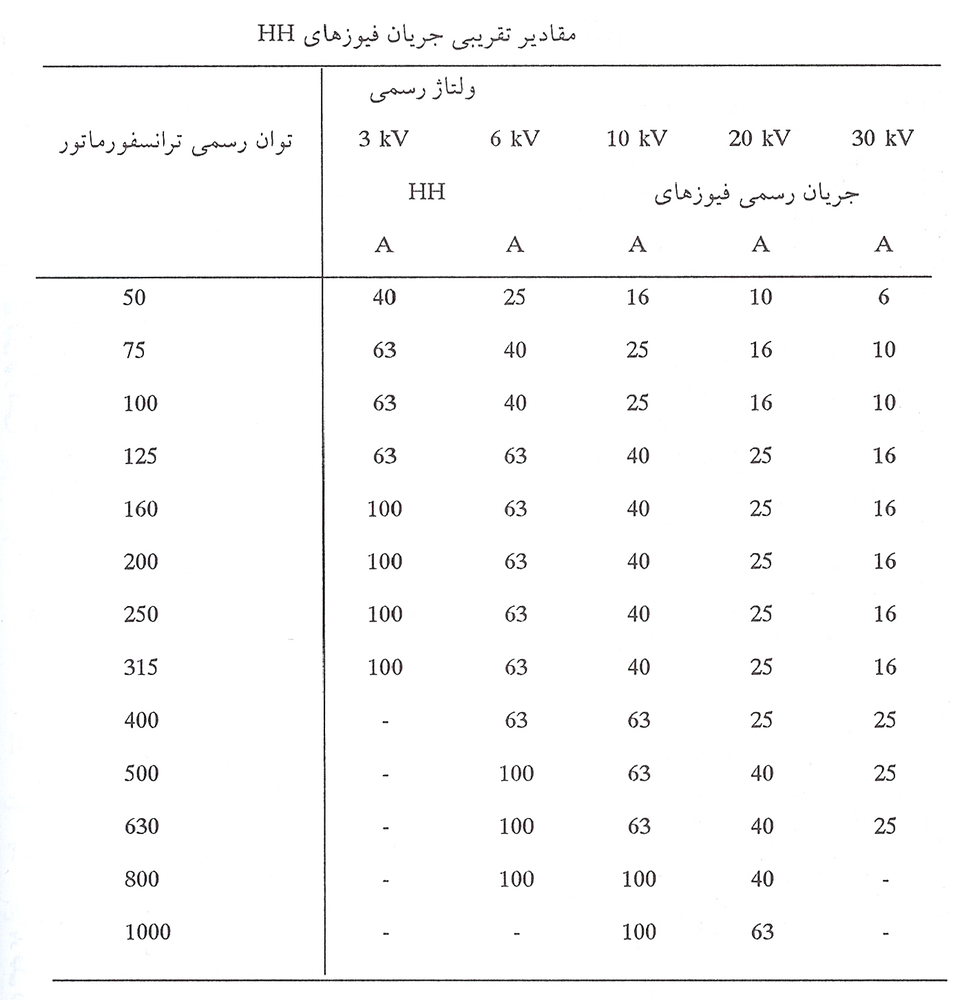 مقادیر تقریبی جریان فیوزهای HH
ولتاژ رسمی
توان رسمی ترانسفورماتور 3 kV 6 kV 10 kV 20 kV 30 kV
HH جریان رسمی فیوزهای
A A A A A
50 40 25 16 10 6
75 63 40 25 16 10
100 63 40 25 16 10
125 63 63 40 25 16
160 100 63 40 25 16
200 100 63 40 25 16
250 100 63 40 25 16
315 100 63 40 25 16
400 - 63 63 25 25
500 - 100 63 40 25
630 - 100 63 40 25
800 - 100 100 40 -
1000 - - 100 63 -